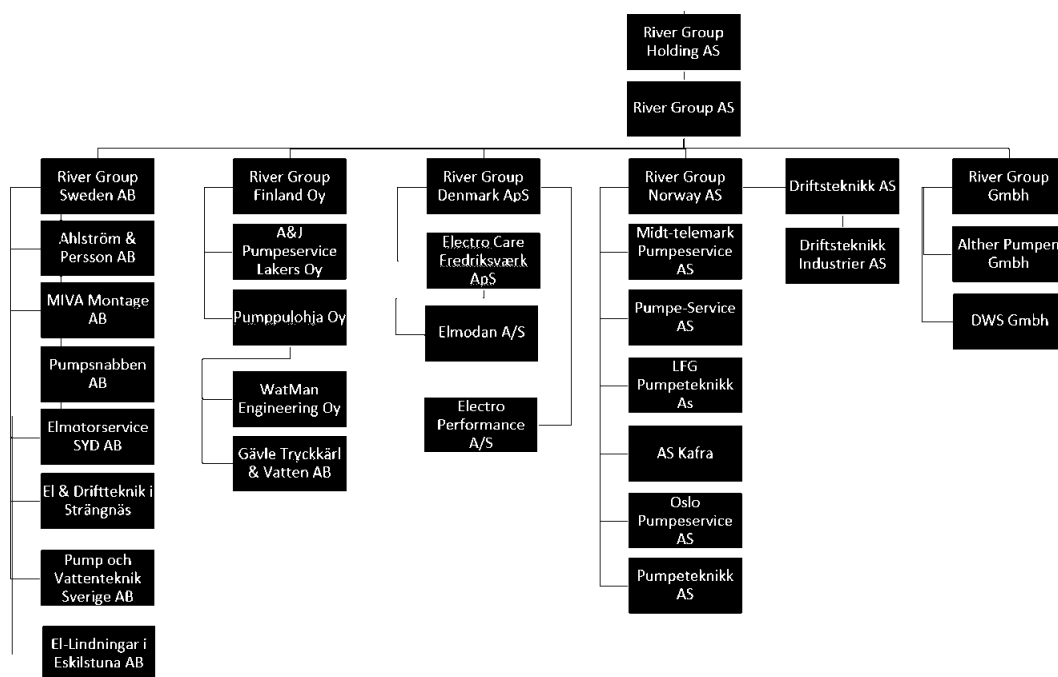 River Group
Holding AS
River Group AS
River Group
Sweden AB
Ahlström &
Persson AB
MIVA Montage
AB
Pumpsnabben
AB
Elmotorservice
SYD AB
El & Driftteknik i
Strängnäs
Pump och
Vattenteknik
Sverige AB
El-Lindningar i
Eskilstuna AB
River Group
Finland Oy
A&J
Pumpeservice
Lakers Oy
Pumppulohja Oy
WatMan
Engineering Oy
Gävle Tryckkärl
& Vatten AB
River Group
Denmark ApS
Electro Care
Fredriksværk
ApS
Elmodan A/S
Electro
Performance
A/S
River Group
Norway AS
Midt-telemark
Pumpeservice
AS
Pumpe-Service
AS
LFG
Pumpeteknikk
As
AS Kafra
Oslo
Pumpeservice
AS
Pumpeteknikk
AS
Driftsteknikk AS
Driftsteknikk
Industrier AS
River Group
Gmbh
Alther Pumpen
Gmbh
DWS Gmbh